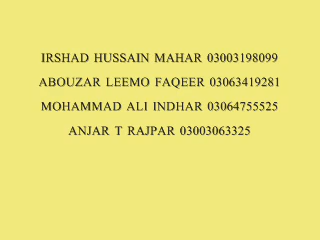 IRSHAD HUSSAIN MAHAR 03003198099
ABOUZAR LEEMO FAQEER 03063419281
MOHAMMAD ALI INDHAR 03064755525
ANJAR T RAJPAR 03003063325